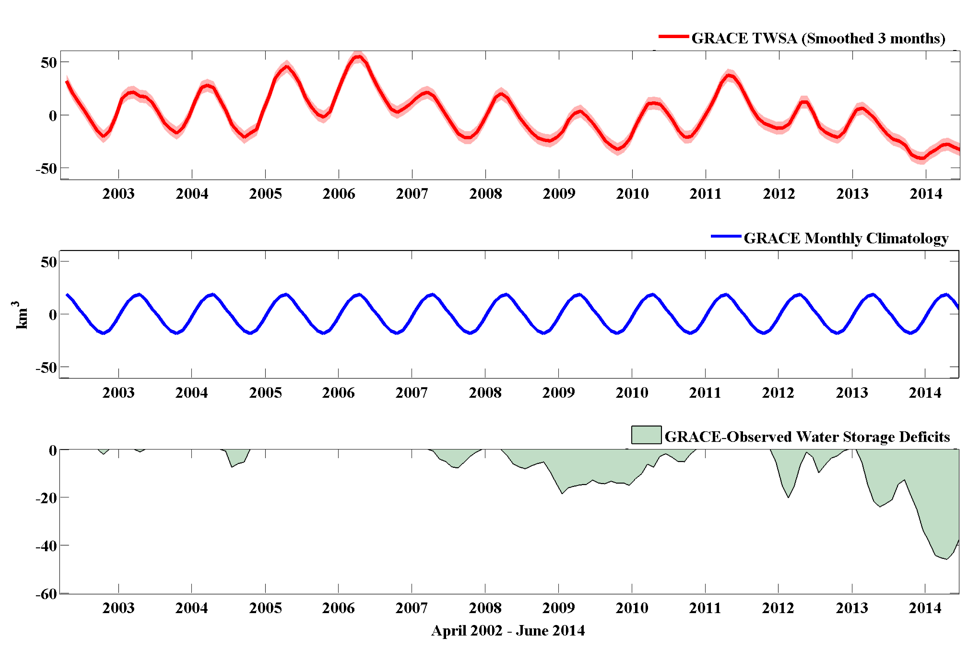 GRACE TWSA (Smoothed 3 months)
50
0
-50
2003 2004 2005 2006 2007 2008 2009 2010 2011 2012 2013 2014
GRACE Monthly Climatology
50
km3
0
-50
2003 2004 2005 2006 2007 2008 2009 2010 2011 2012 2013 2014
GRACE-Observed Water Storage Deficits
0
-20
-40
-60
2003 2004 2005 2006 2007 2008 2009 2010 2011 2012 2013 2014
April 2002 - June 2014